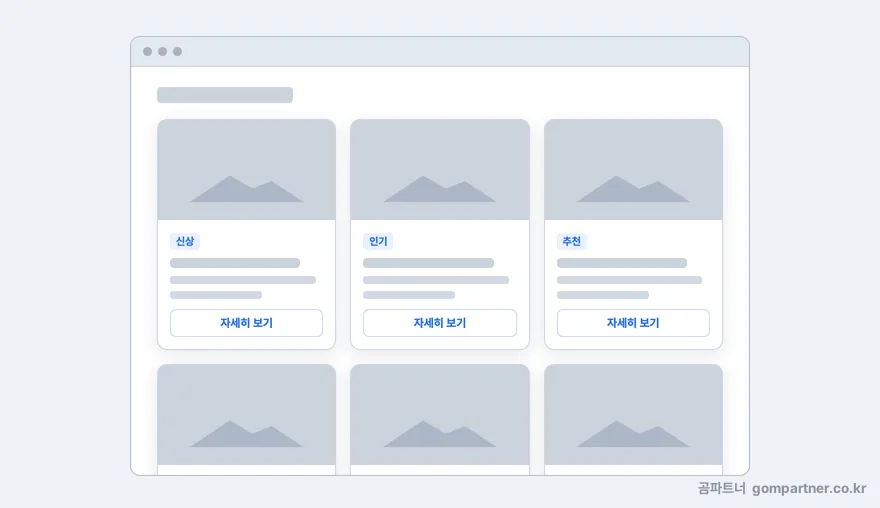 신상
인기
추천
자세히 보기
자세히 보기
자세히 보기
곰파트너 gompartner.co.kr